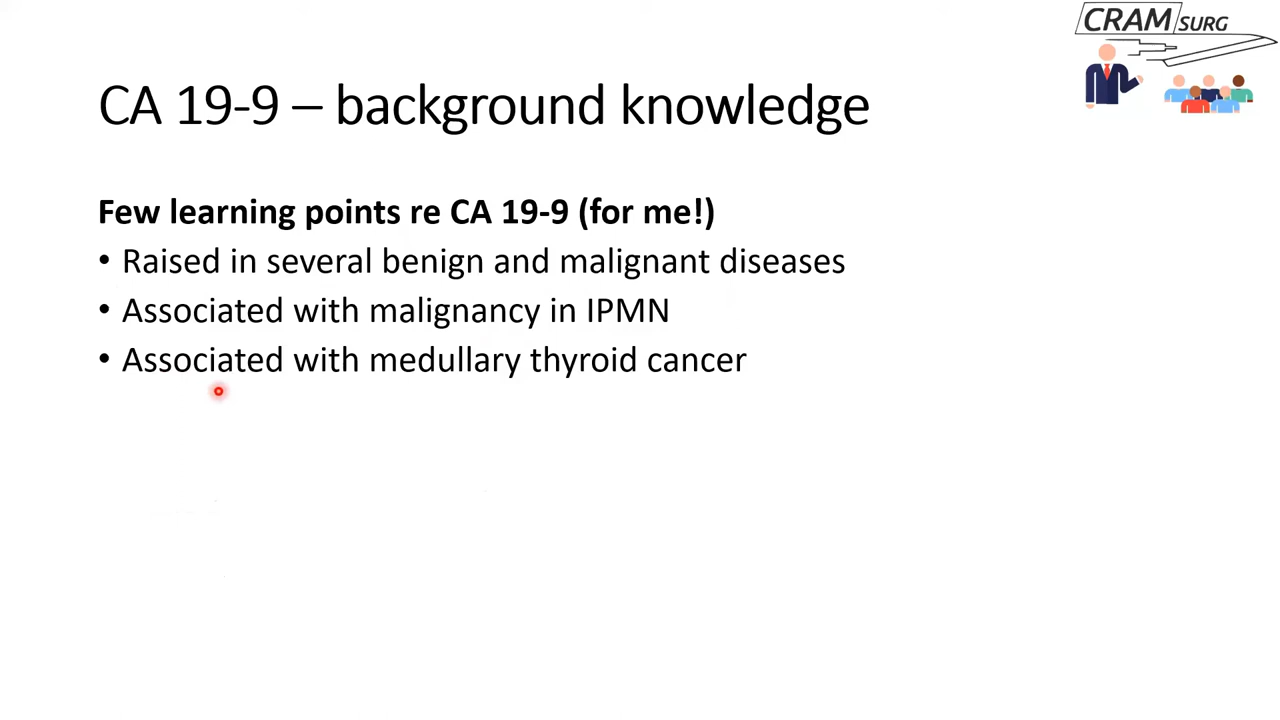 CRAM SURG
CA 19-9 – background knowledge
Few learning points re CA 19-9 (for me!)
• Raised in several benign and malignant diseases
• Associated with malignancy in IPMN
• Associated with medullary thyroid cancer